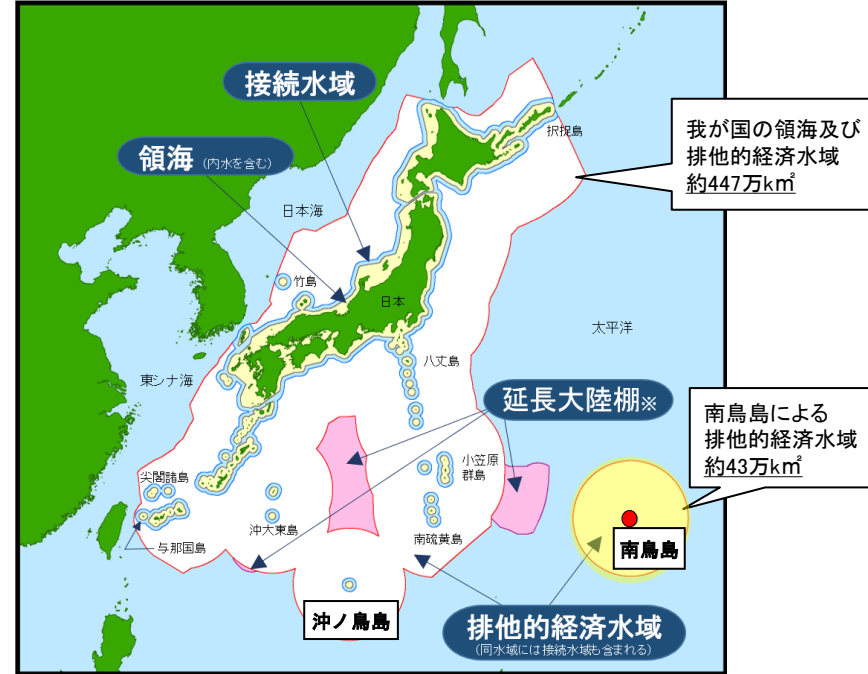 接続水域
領海 (内水を含む)
択捉島
我が国の領海及び
排他的経済水域
約447万k㎡
日本海
竹島
日本
太平洋
八丈島
東シナ海
延長大陸棚※
南鳥島による
排他的経済水域
約43万k㎡
小笠原
群島
尖閣諸島
沖大東島
南硫黄島
与那国島
南鳥島
沖ノ鳥島
排他的経済水域
(同水域には接続水域も含まれる)